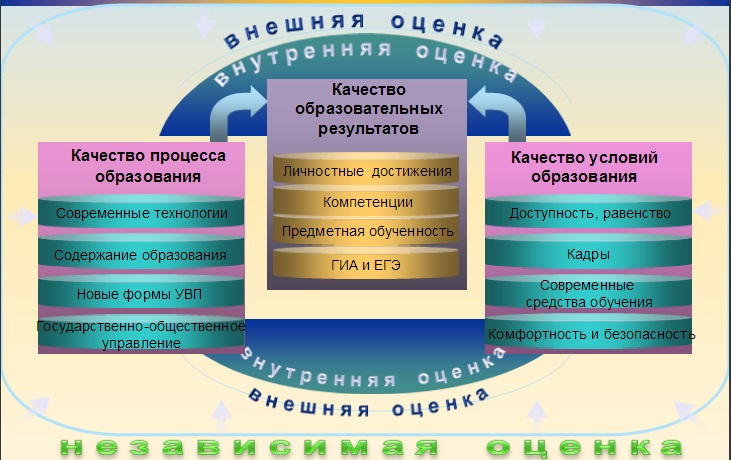 внешняя оценка
внутренняя оценка
Качество
образовательных
результатов
Личностные достижения
Компетенции
Предметная обученность
ГИА и ЕГЭ
Качество процесса
образования
Современные технологии
Содержание образования
Новые формы УВП
Государственно-общественное
управление
Качество условий
образования
Доступность, равенство
Кадры
Современные
средства обучения
Комфортность и безопасность
внутренняя оценка
внешняя оценка
независимая оценка